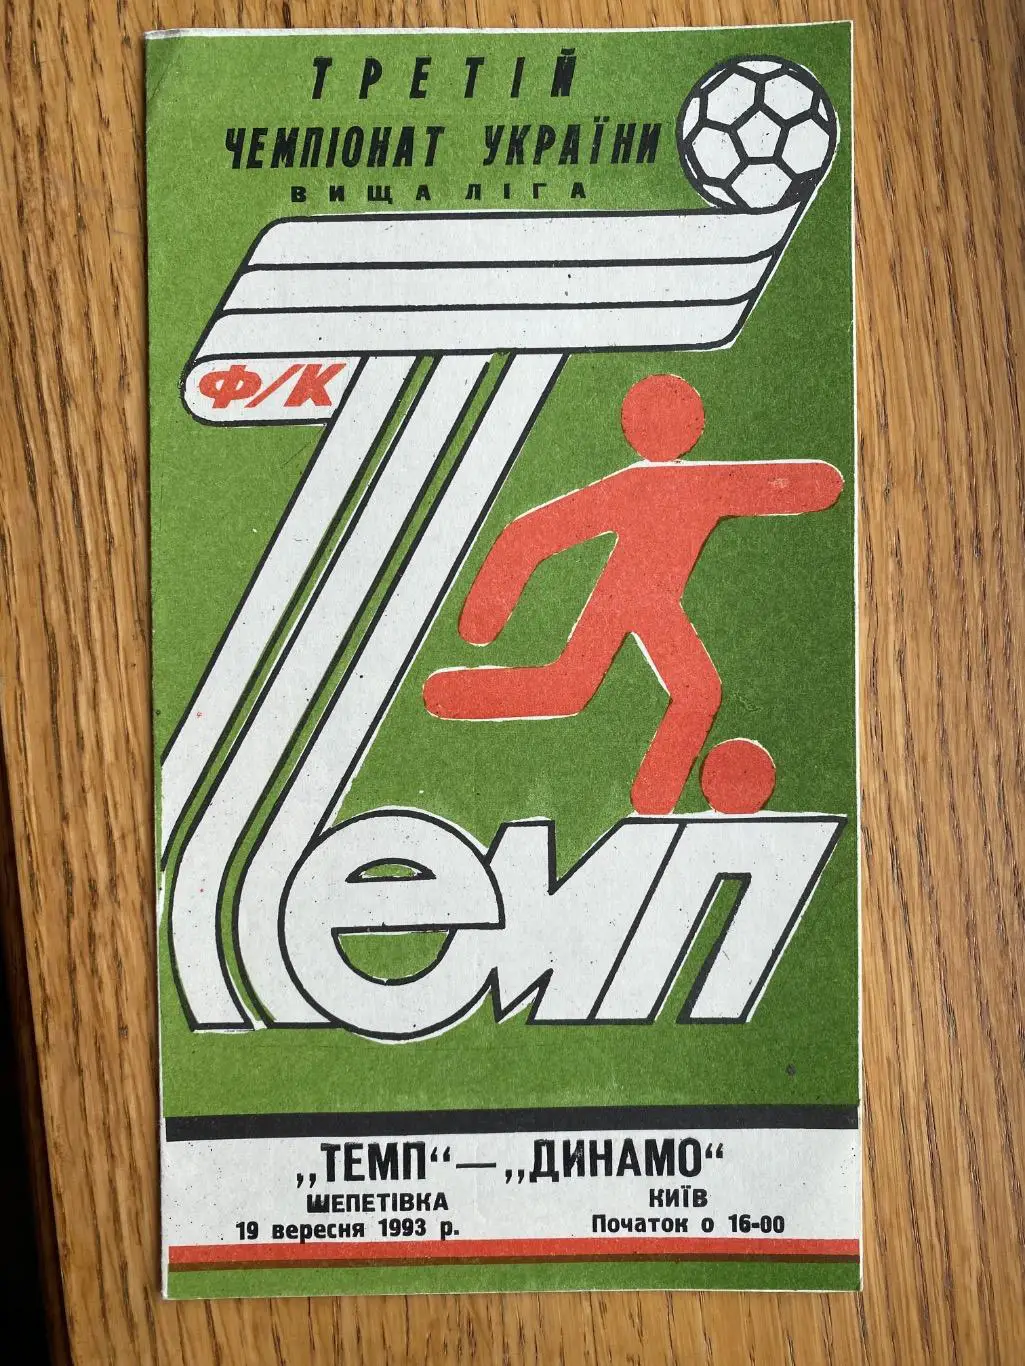 ТРЕТІЙ
ЧЕМПІОНАТ УКРАЇНИ
ВИЩА ЛІГА
Ф/К
Темп
„ТЕМП“ — „ДИНАМО“
ШЕПЕТІВКА КИЇВ
19 вересня 1993 р. Початок о 16-00